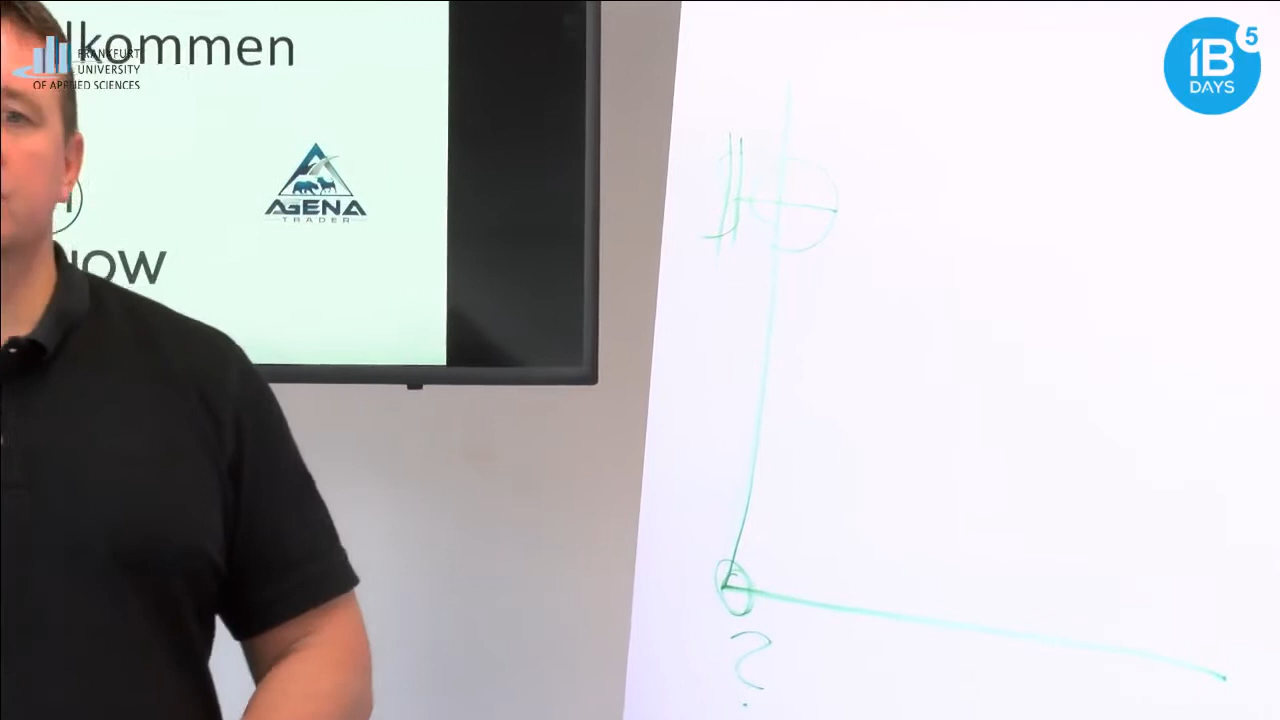 lkommen
FRANKFURT
UNIVERSITY
OF APPLIED SCIENCES
IB 5
DAYS
AGENA
TRADER
NOW
?